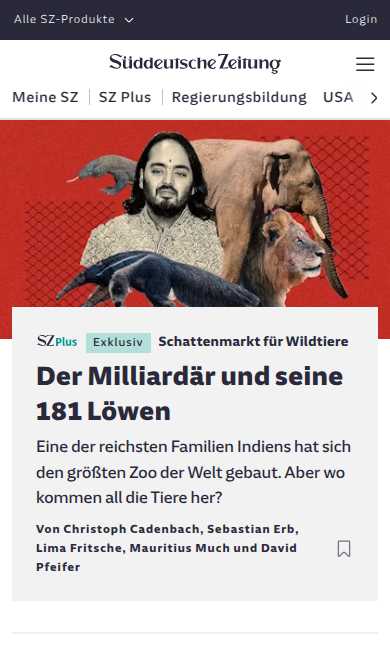 Alle SZ-Produkte
Login
Süddeutsche Zeitung
Meine SZ
SZ Plus
Regierungsbildung
USA
SZ Plus
Exklusiv
Schattenmarkt für Wildtiere
Der Milliardär und seine
181 Löwen
Eine der reichsten Familien Indiens hat sich
den größten Zoo der Welt gebaut. Aber wo
kommen all die Tiere her?
Von Christoph Cadenbach, Sebastian Erb,
Lima Fritsche, Mauritius Much und David
Pfeifer